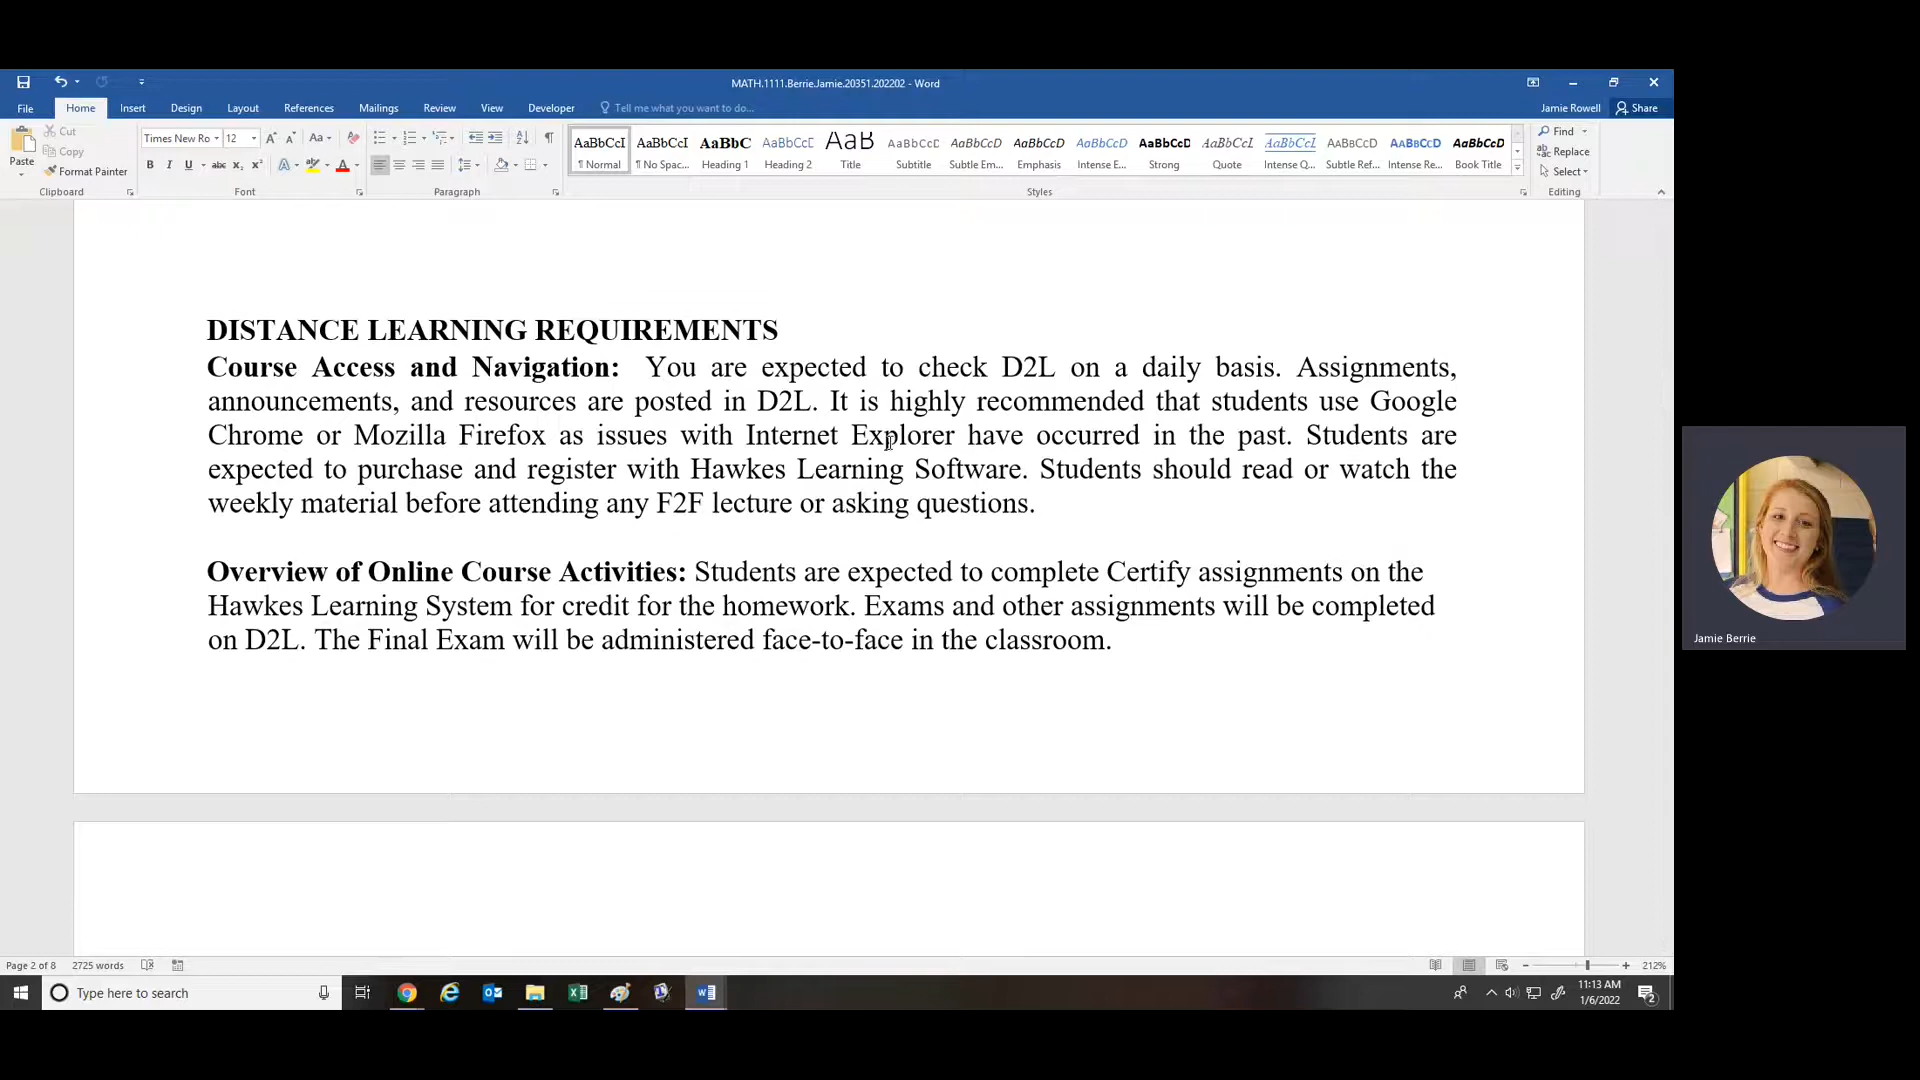 MATH.1111.Berrie.Jamie.20351.202202 - Word
File Home Insert Design Layout References Mailings Review View Developer Tell me what you want to do... Jamie Rowell Share
Paste
Cut
Copy
Format Painter
Clipboard
Times New Ro 12
Font
Paragraph
AaBbCcI AaBbCcI AaBbC AaBbCcC AaB AaBbCcD AaBbCcD AaBbCcD AaBbCcD AaBbCcD AaBbCcI AaBbCcI AaBbCcD AaBbCcD AaBbCcD
¶ Normal ¶ No Spac... Heading 1 Heading 2 Title Subtitle Subtle Em... Emphasis Intense E... Strong Quote Intense Q... Subtle Ref... Intense Re... Book Title
Styles
Find
Replace
Select
Editing
DISTANCE LEARNING REQUIREMENTS
Course Access and Navigation: You are expected to check D2L on a daily basis. Assignments,
announcements, and resources are posted in D2L. It is highly recommended that students use Google
Chrome or Mozilla Firefox as issues with Internet Explorer have occurred in the past. Students are
expected to purchase and register with Hawkes Learning Software. Students should read or watch the
weekly material before attending any F2F lecture or asking questions.
Overview of Online Course Activities: Students are expected to complete Certify assignments on the
Hawkes Learning System for credit for the homework. Exams and other assignments will be completed
on D2L. The Final Exam will be administered face-to-face in the classroom.
Jamie Berrie
Page 2 of 8 2725 words 212%
Type here to search
11:13 AM
1/6/2022
2